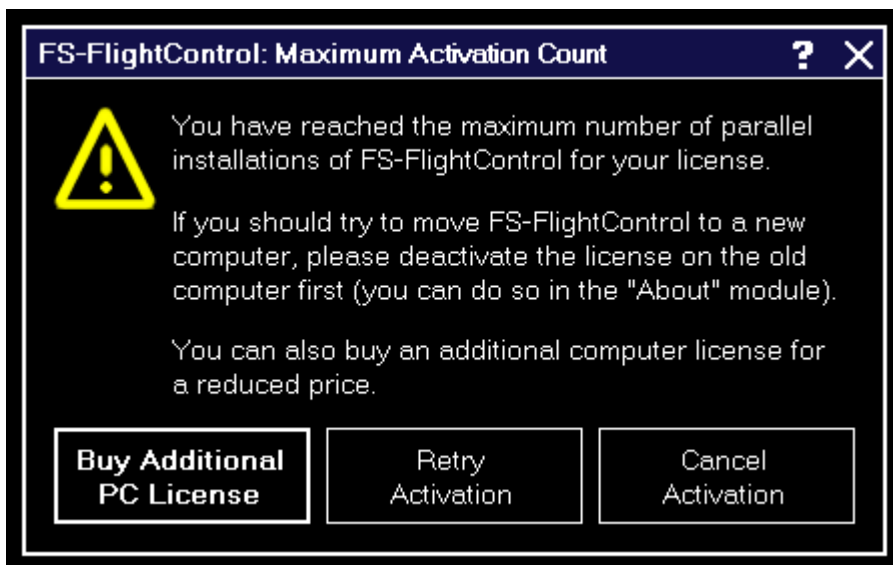 FS-FlightControl: Maximum Activation Count ? X
You have reached the maximum number of parallel
installations of FS-FlightControl for your license.
If you should try to move FS-FlightControl to a new
computer, please deactivate the license on the old
computer first (you can do so in the "About" module).
You can also buy an additional computer license for
a reduced price.
Buy Additional
PC License
Retry
Activation
Cancel
Activation